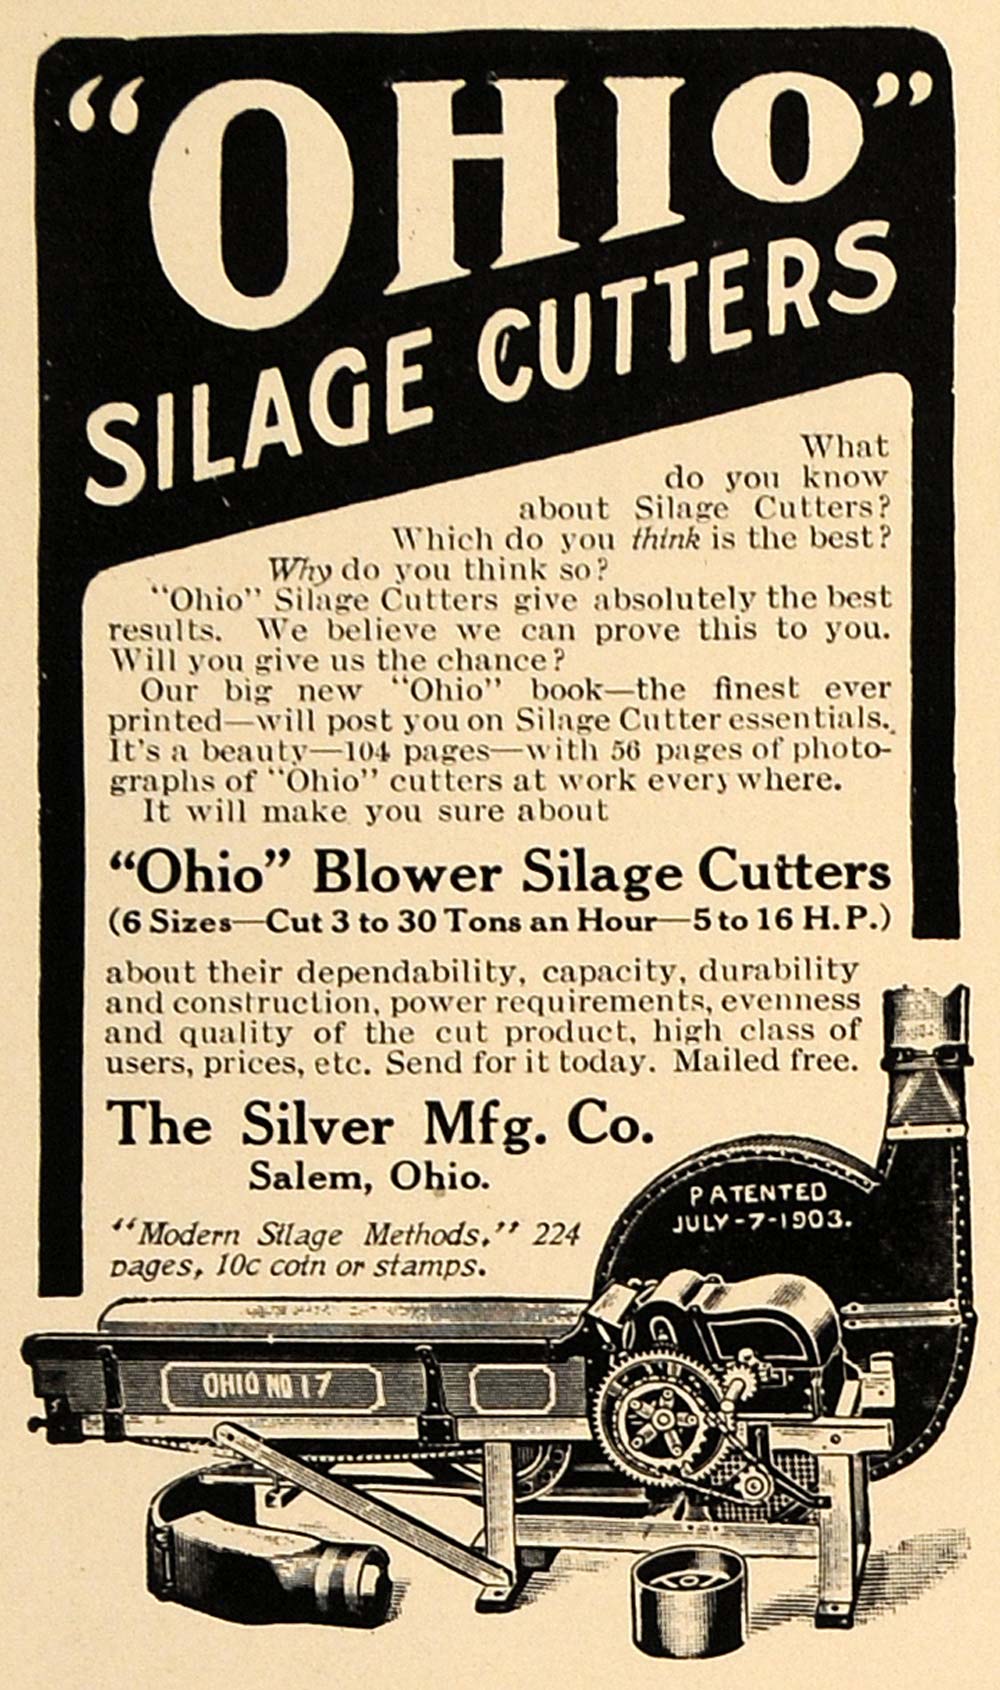 "OHIO"
SILAGE CUTTERS
What
do you know
about Silage Cutters?
Which do you think is the best?
Why do you think so?
"Ohio" Silage Cutters give absolutely the best
results. We believe we can prove this to you.
Will you give us the chance?
Our big new "Ohio" book—the finest ever
printed—will post you on Silage Cutter essentials.
It's a beauty—104 pages—with 56 pages of photo-
graphs of "Ohio" cutters at work everywhere.
It will make you sure about
"Ohio" Blower Silage Cutters
(6 Sizes—Cut 3 to 30 Tons an Hour—5 to 16 H.P.)
about their dependability, capacity, durability
and construction, power requirements, evenness
and quality of the cut product, high class of
users, prices, etc. Send for it today. Mailed free.
The Silver Mfg. Co.
Salem, Ohio.
"Modern Silage Methods," 224
pages, 10c coin or stamps.
PATENTED
JULY-7-1903.
OHIO NO 17